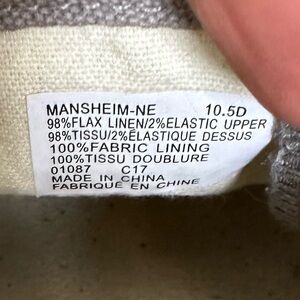 MANSHEIM-NE 10.5D
98%FLAX LINEN/2%ELASTIC UPPER
98%TISSU/2%ÉLASTIQUE DESSUS
100%FABRIC LINING
100%TISSU DOUBLURE
01087 C17
MADE IN CHINA
FABRIQUÉ EN CHINE